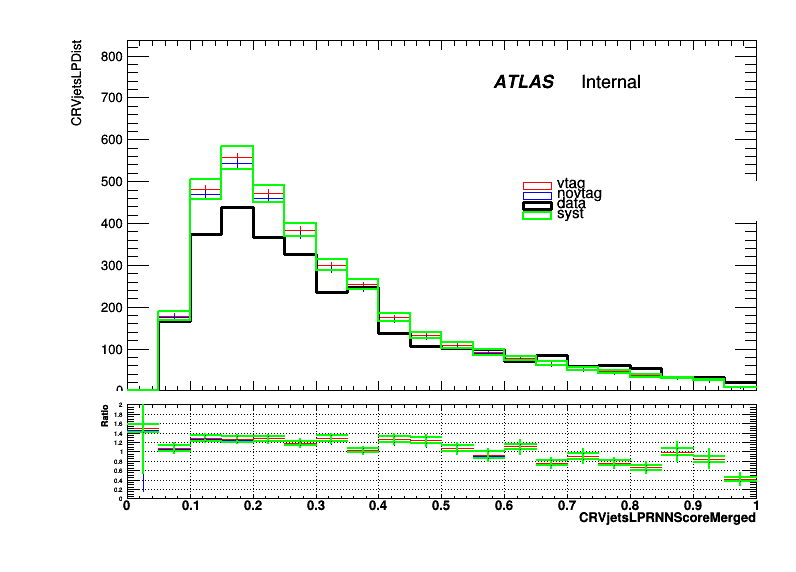 CRVjetsLPDist
800
700
600
500
400
300
200
100
0
ATLAS Internal
vtag
novtag
data
syst
Ratio
2
1.8
1.6
1.4
1.2
1
0.8
0.6
0.4
0.2
0
0 0.1 0.2 0.3 0.4 0.5 0.6 0.7 0.8 0.9 1
CRVjetsLPRNNScoreMerged